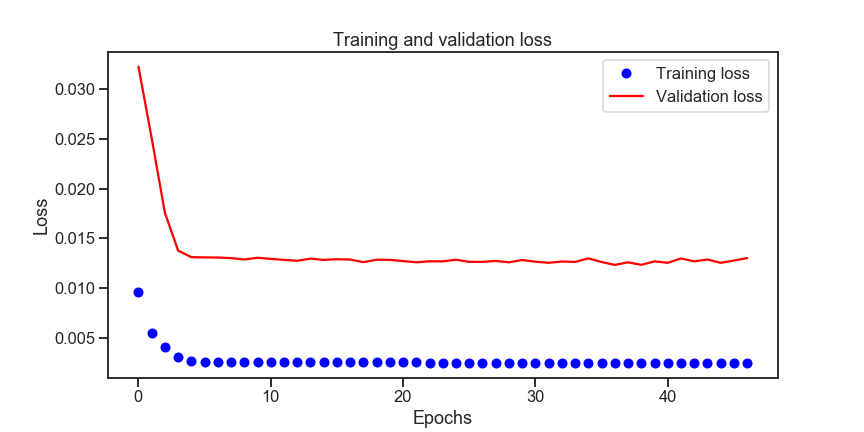 Training and validation loss
Training loss
Validation loss
0.030
0.025
0.020
0.015
0.010
0.005
Loss
0 10 20 30 40
Epochs